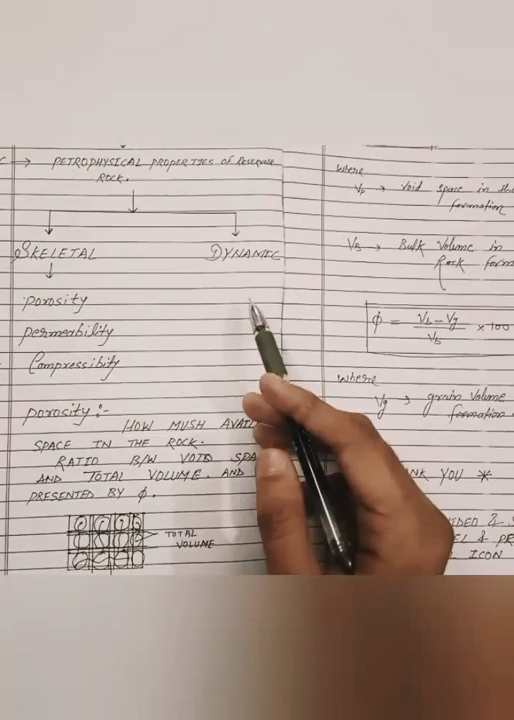 → PETROPHYSICAL PROPERTIES OF RESERVOIR
ROCK.
SKELETAL
DYNAMIC
porosity
permeability
Compressibity
porosity :-
HOW MUSH
SPACE IN THE ROCK.
RATIO B/W VOID
AND TOTAL VOLUME. AND
PRESENTED BY ϕ.
TOTAL
VOLUME
where
Vp → void space in the
formation
VB → Bulk Volume in
Rock
ϕ = (Vb – Vg) / Vb × 100
where
Vg → grain volume
formation
YOU *
&
ICON